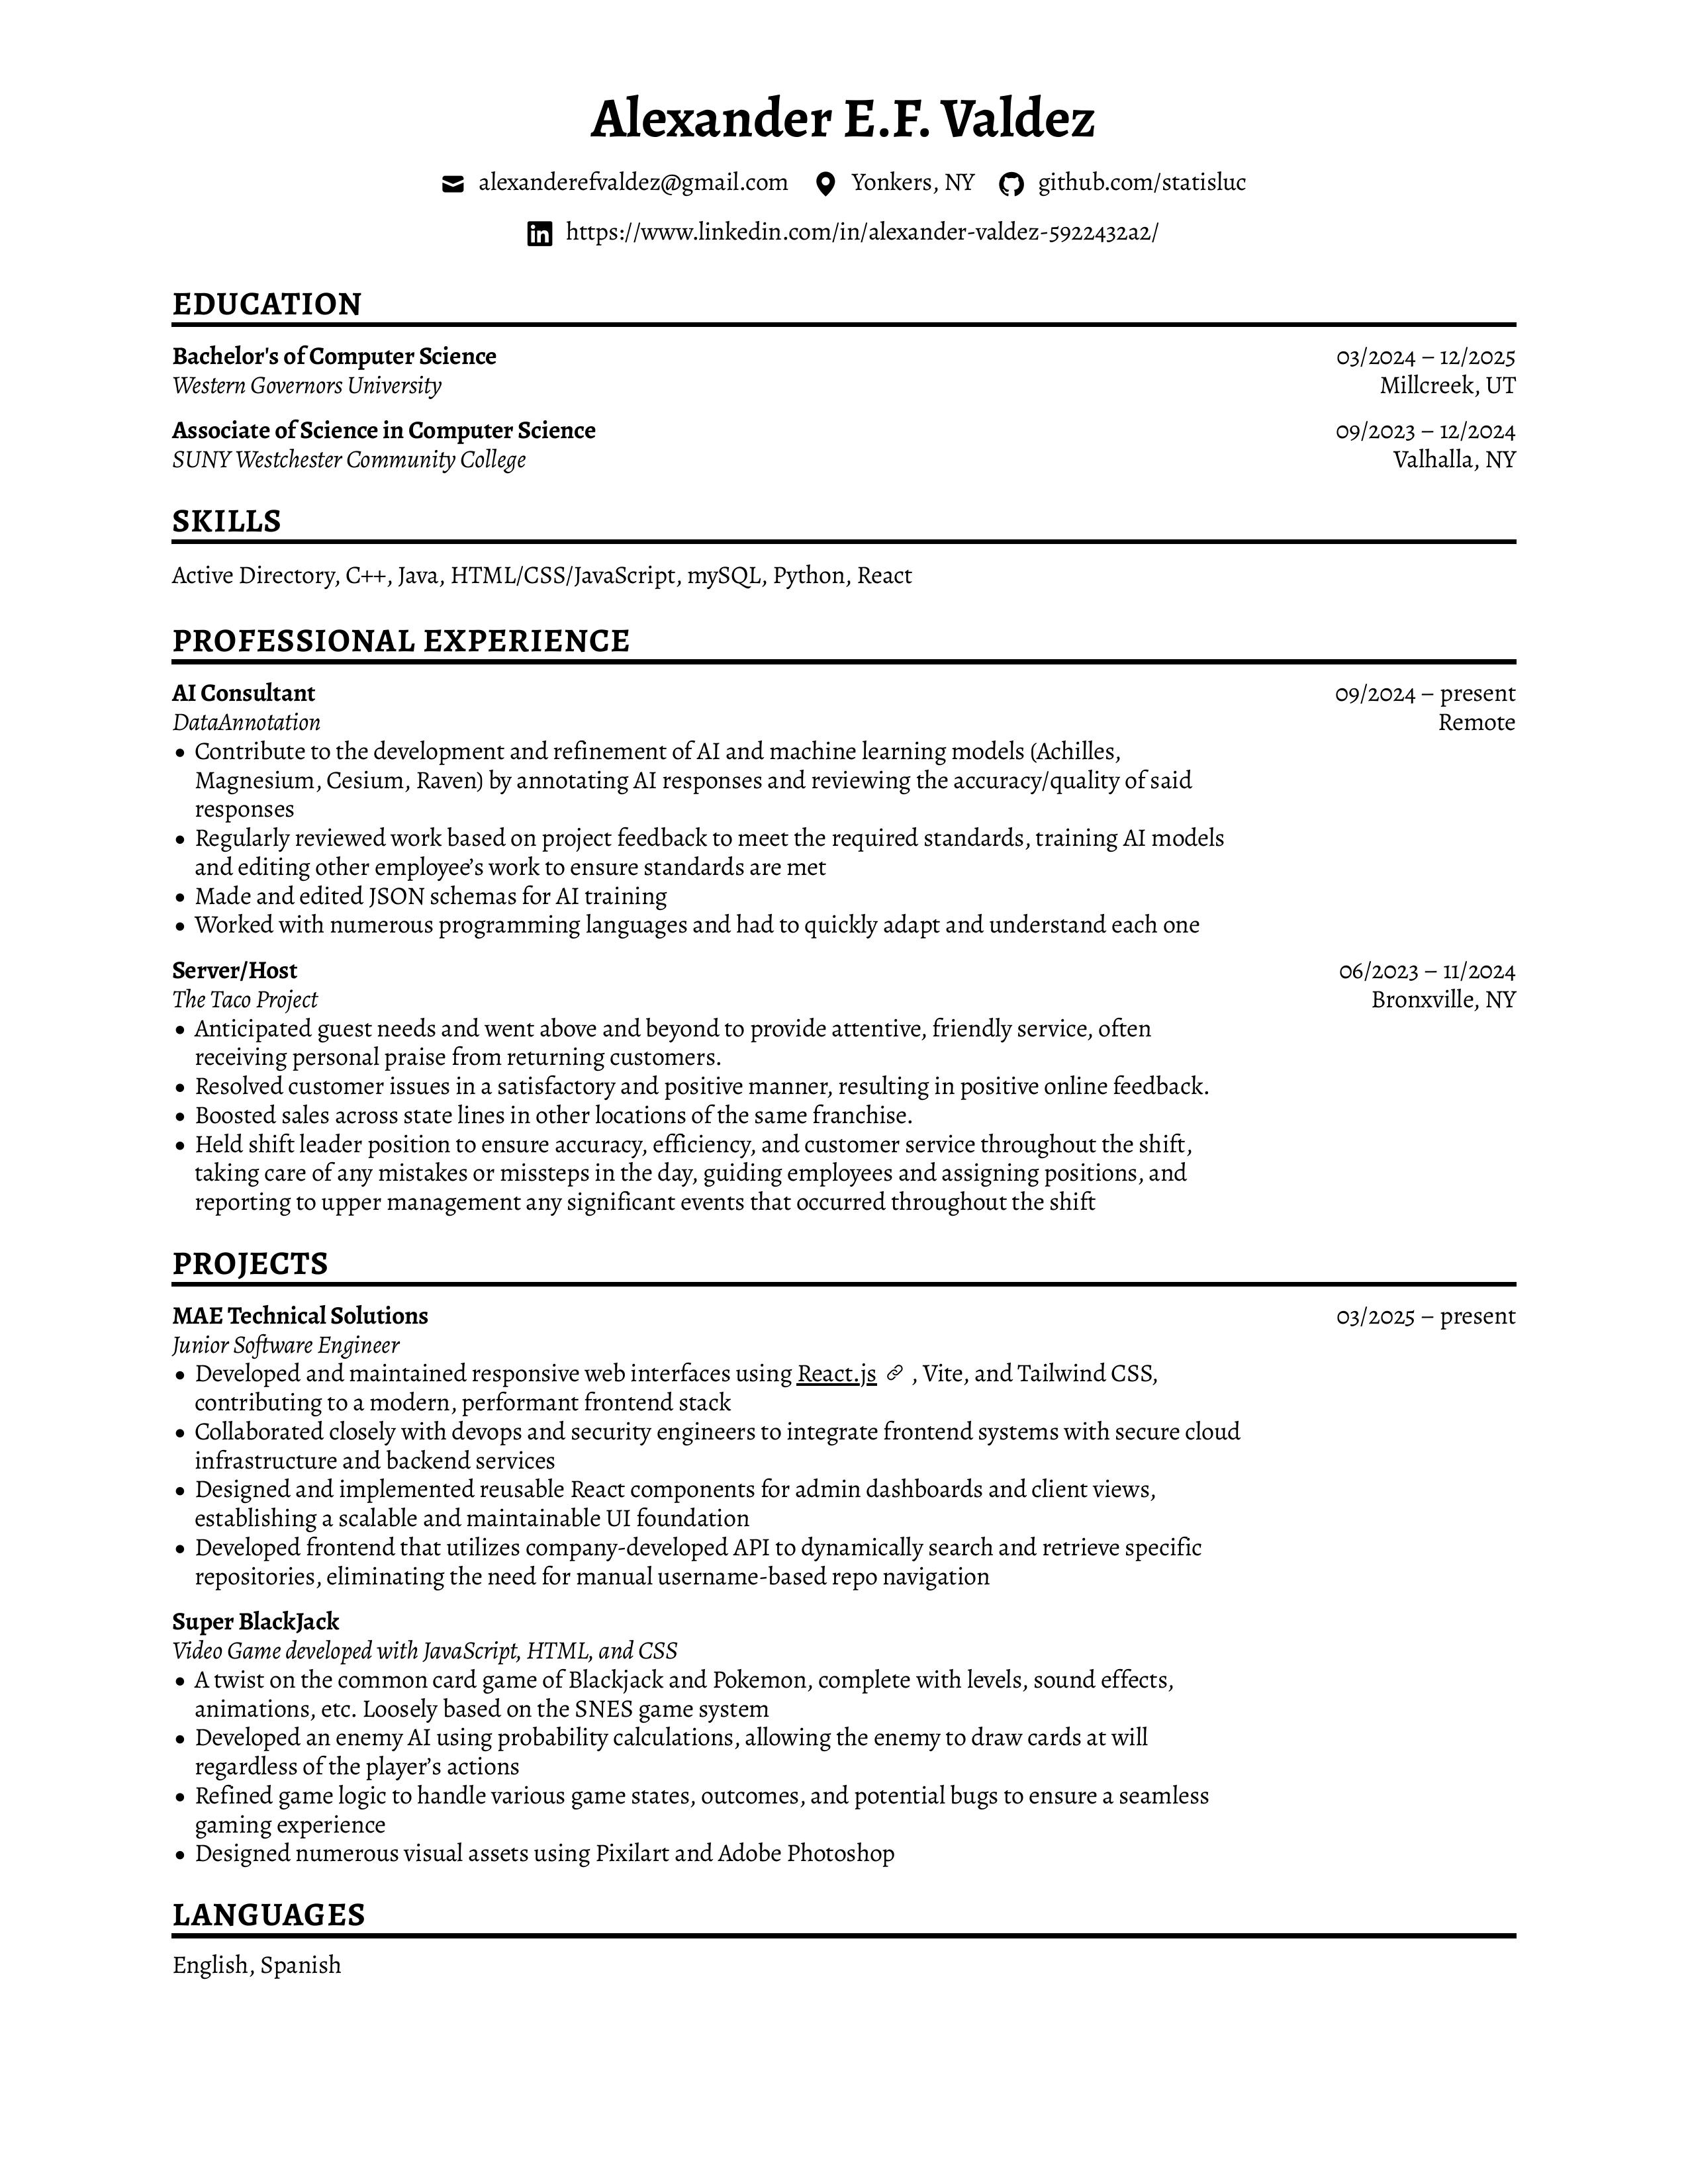 Alexander E.F. Valdez
alexanderefvaldez@gmail.com Yonkers, NY github.com/statisluc
https://www.linkedin.com/in/alexander-valdez-5922432a2/
EDUCATION
Bachelor's of Computer Science 03/2024 – 12/2025
Western Governors University Millcreek, UT
Associate of Science in Computer Science 09/2023 – 12/2024
SUNY Westchester Community College Valhalla, NY
SKILLS
Active Directory, C++, Java, HTML/CSS/JavaScript, mySQL, Python, React
PROFESSIONAL EXPERIENCE
AI Consultant 09/2024 – present
DataAnnotation Remote
• Contribute to the development and refinement of AI and machine learning models (Achilles,
Magnesium, Cesium, Raven) by annotating AI responses and reviewing the accuracy/quality of said
responses
• Regularly reviewed work based on project feedback to meet the required standards, training AI models
and editing other employee’s work to ensure standards are met
• Made and edited JSON schemas for AI training
• Worked with numerous programming languages and had to quickly adapt and understand each one
Server/Host 06/2023 – 11/2024
The Taco Project Bronxville, NY
• Anticipated guest needs and went above and beyond to provide attentive, friendly service, often
receiving personal praise from returning customers.
• Resolved customer issues in a satisfactory and positive manner, resulting in positive online feedback.
• Boosted sales across state lines in other locations of the same franchise.
• Held shift leader position to ensure accuracy, efficiency, and customer service throughout the shift,
taking care of any mistakes or missteps in the day, guiding employees and assigning positions, and
reporting to upper management any significant events that occurred throughout the shift
PROJECTS
MAE Technical Solutions 03/2025 – present
Junior Software Engineer
• Developed and maintained responsive web interfaces using React.js , Vite, and Tailwind CSS,
contributing to a modern, performant frontend stack
• Collaborated closely with devops and security engineers to integrate frontend systems with secure cloud
infrastructure and backend services
• Designed and implemented reusable React components for admin dashboards and client views,
establishing a scalable and maintainable UI foundation
• Developed frontend that utilizes company-developed API to dynamically search and retrieve specific
repositories, eliminating the need for manual username-based repo navigation
Super BlackJack
Video Game developed with JavaScript, HTML, and CSS
• A twist on the common card game of Blackjack and Pokemon, complete with levels, sound effects,
animations, etc. Loosely based on the SNES game system
• Developed an enemy AI using probability calculations, allowing the enemy to draw cards at will
regardless of the player’s actions
• Refined game logic to handle various game states, outcomes, and potential bugs to ensure a seamless
gaming experience
• Designed numerous visual assets using Pixilart and Adobe Photoshop
LANGUAGES
English, Spanish